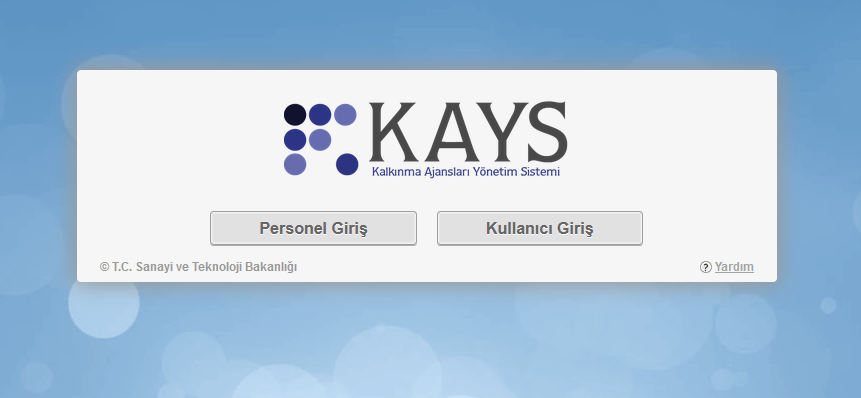 KAYS
Kalkınma Ajansları Yönetim Sistemi
Personel Giriş
Kullanıcı Giriş
© T.C. Sanayi ve Teknoloji Bakanlığı
? Yardım